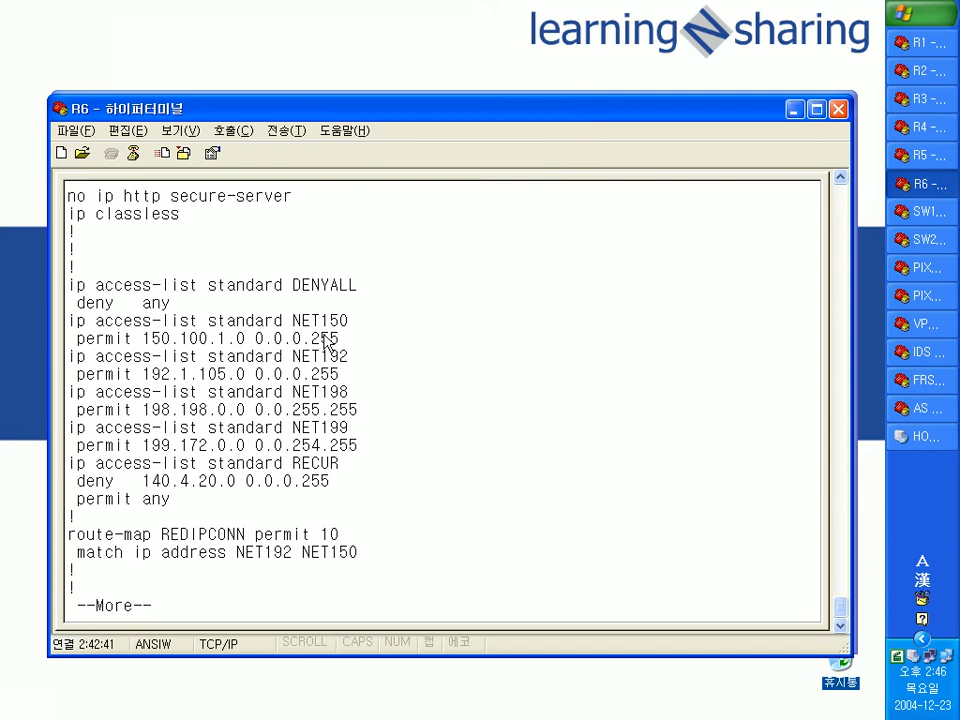 learning sharing
R6 - 하이퍼터미널
파일(F) 편집(E) 보기(V) 호출(C) 전송(T) 도움말(H)
no ip http secure-server
ip classless
!
!
!
ip access-list standard DENYALL
deny   any
ip access-list standard NET150
permit 150.100.1.0 0.0.0.255
ip access-list standard NET192
permit 192.1.105.0 0.0.0.255
ip access-list standard NET198
permit 198.198.0.0 0.0.255.255
ip access-list standard NET199
permit 199.172.0.0 0.0.254.255
ip access-list standard RECUR
deny   140.4.20.0 0.0.0.255
permit any
!
route-map REDIPCONN permit 10
match ip address NET192 NET150
!
!
--More--
연결 2:42:41 ANSIW TCP/IP SCROLL CAPS NUM 캡 에코
휴지통
R1 -...
R2 -...
R3 -...
R4 -...
R5 -...
R6 -...
SW1...
SW2...
PIX...
PIX...
VP...
IDS ...
FRS...
AS ...
HO...
A
漢
오후 2:46
목요일
2004-12-23